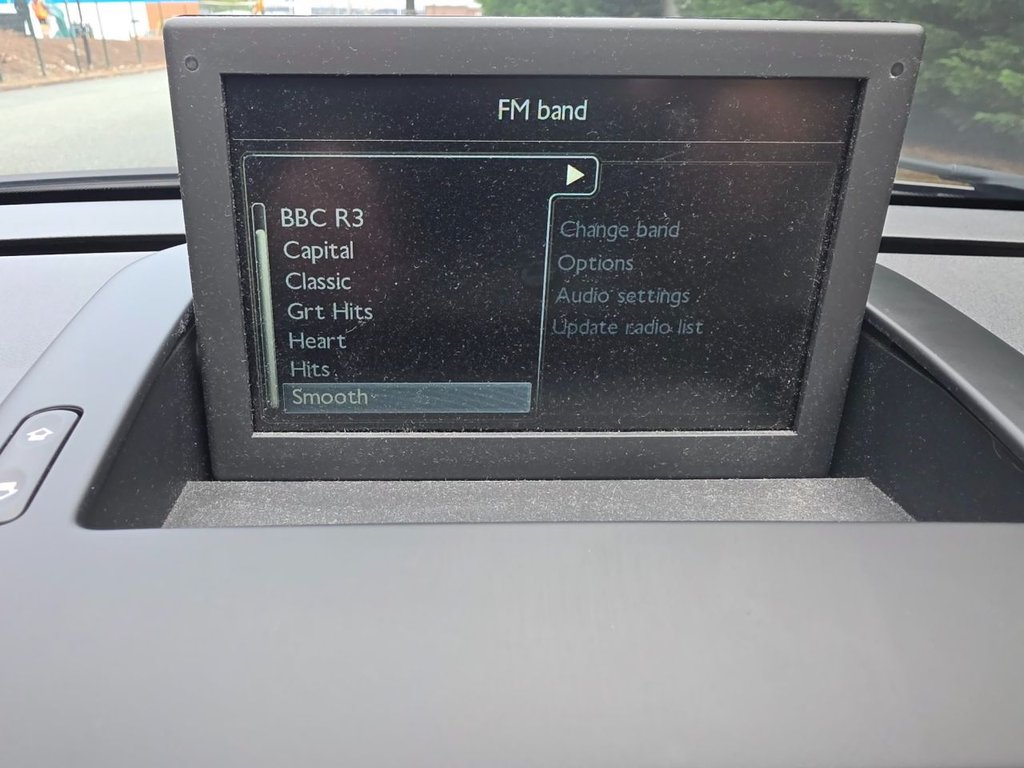 FM band
BBC R3
Capital
Classic
Grt Hits
Heart
Hits
Smooth
Change band
Options
Audio settings
Update radio list